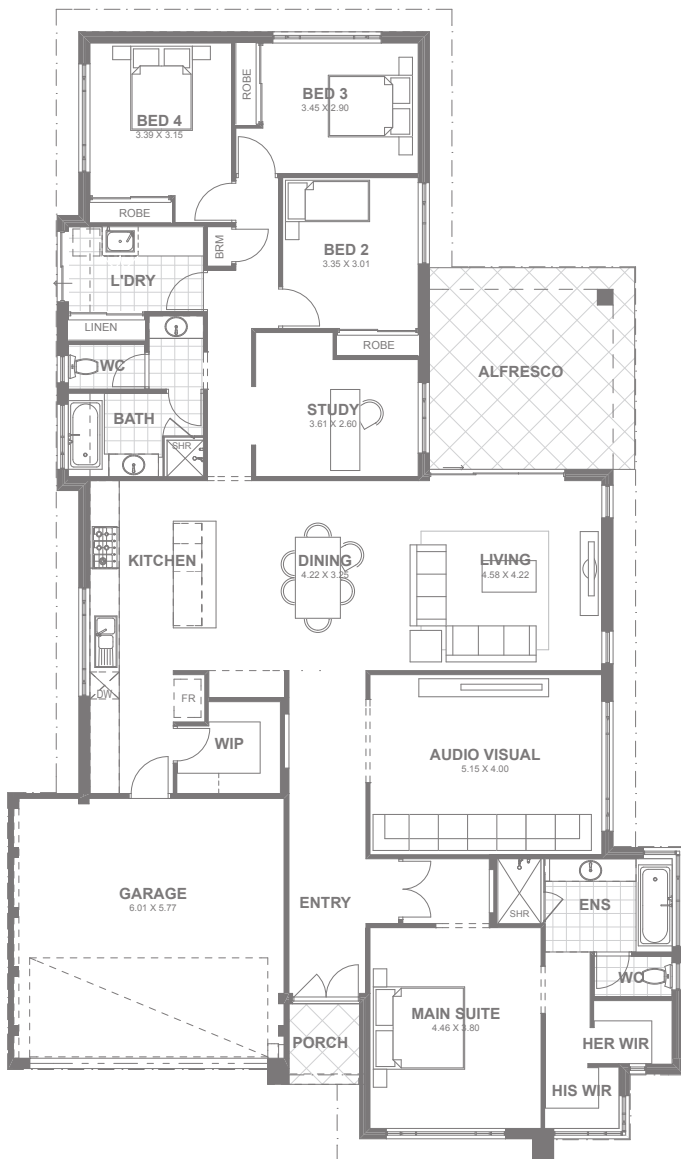 BED 4
3.39 X 3.15
ROBE
BED 3
3.45 X 2.90
ROBE
BRM
BED 2
3.35 X 3.01
L'DRY
LINEN
ROBE
WC
ALFRESCO
STUDY
3.61 X 2.60
BATH
SHR
KITCHEN
DINING
4.22 X 3.25
LIVING
4.58 X 4.22
DW
FR
WIP
AUDIO VISUAL
5.15 X 4.00
GARAGE
6.01 X 5.77
ENTRY
SHR
ENS
WC
MAIN SUITE
4.46 X 3.80
PORCH
HER WIR
HIS WIR